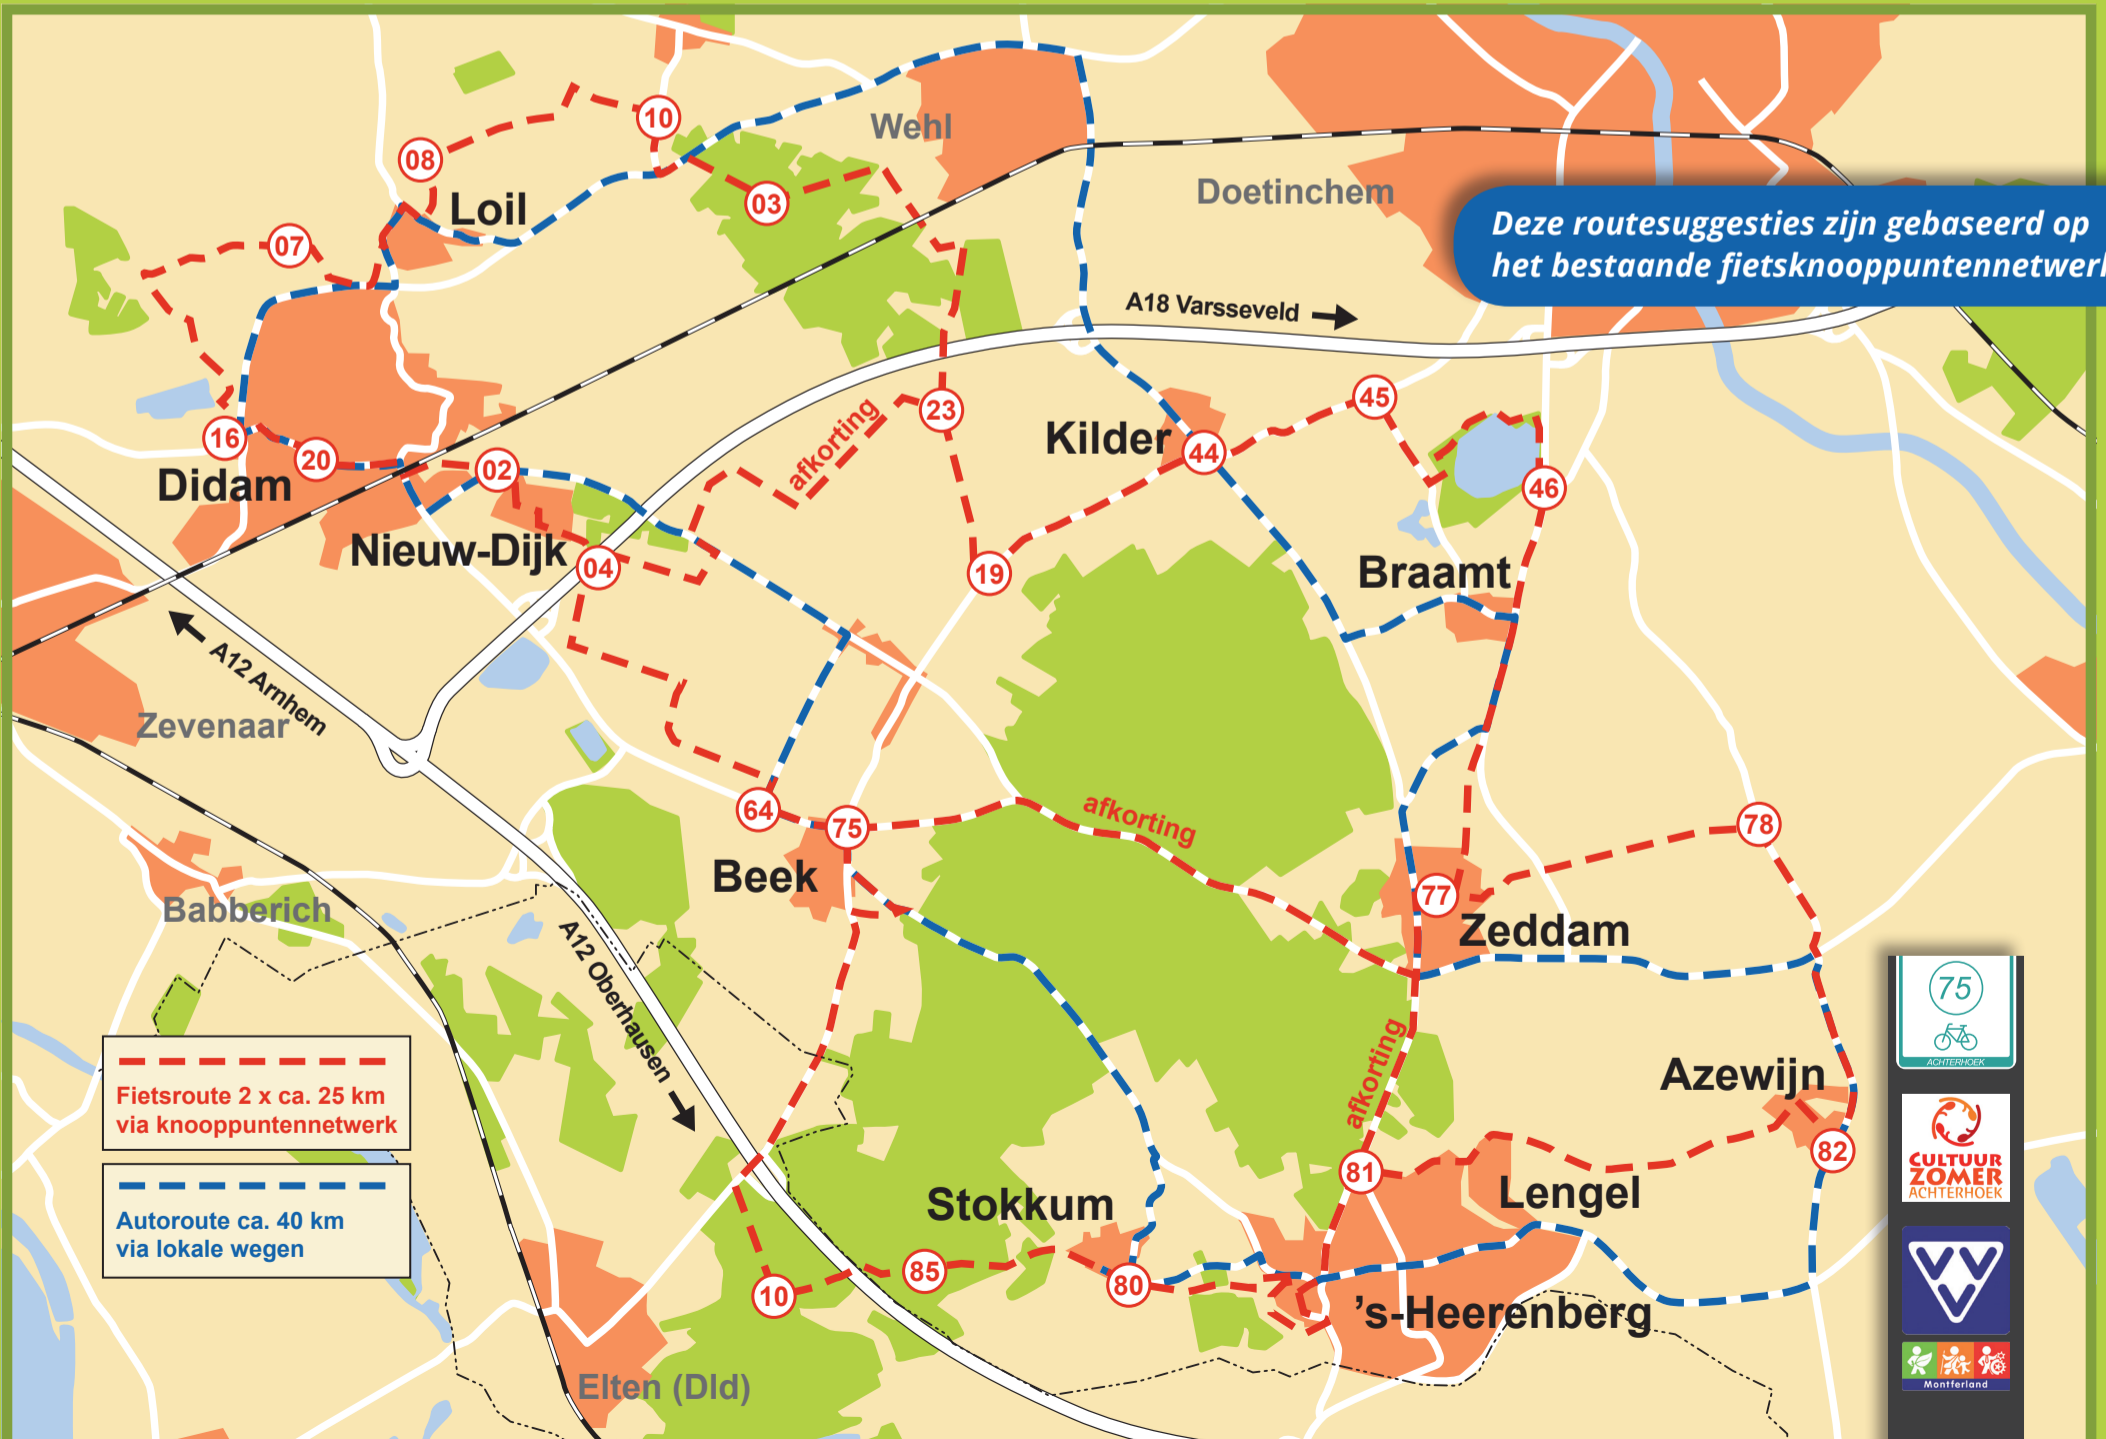 10
Wehl
08
Doetinchem
03
Loil
Deze routesuggesties zijn gebaseerd op
het bestaande fietsknooppuntennetwerk
07
A18 Varsseveld
45
23
afkorting
16
Kilder
44
20
02
Didam
46
Nieuw-Dijk
04
19
Braamt
A12 Arnhem
Zevenaar
64
75
afkorting
78
Beek
77
Babberich
Zeddam
A12 Oberhausen
75
ACHTERHOEK
Fietsroute 2 x ca. 25 km
via knooppuntennetwerk
afkorting
Azewijn
82
81
CULTUUR
ZOMER
ACHTERHOEK
Autoroute ca. 40 km
via lokale wegen
Stokkum
Lengel
85
80
10
's-Heerenberg
VVV
Elten (Dld)
Montferland